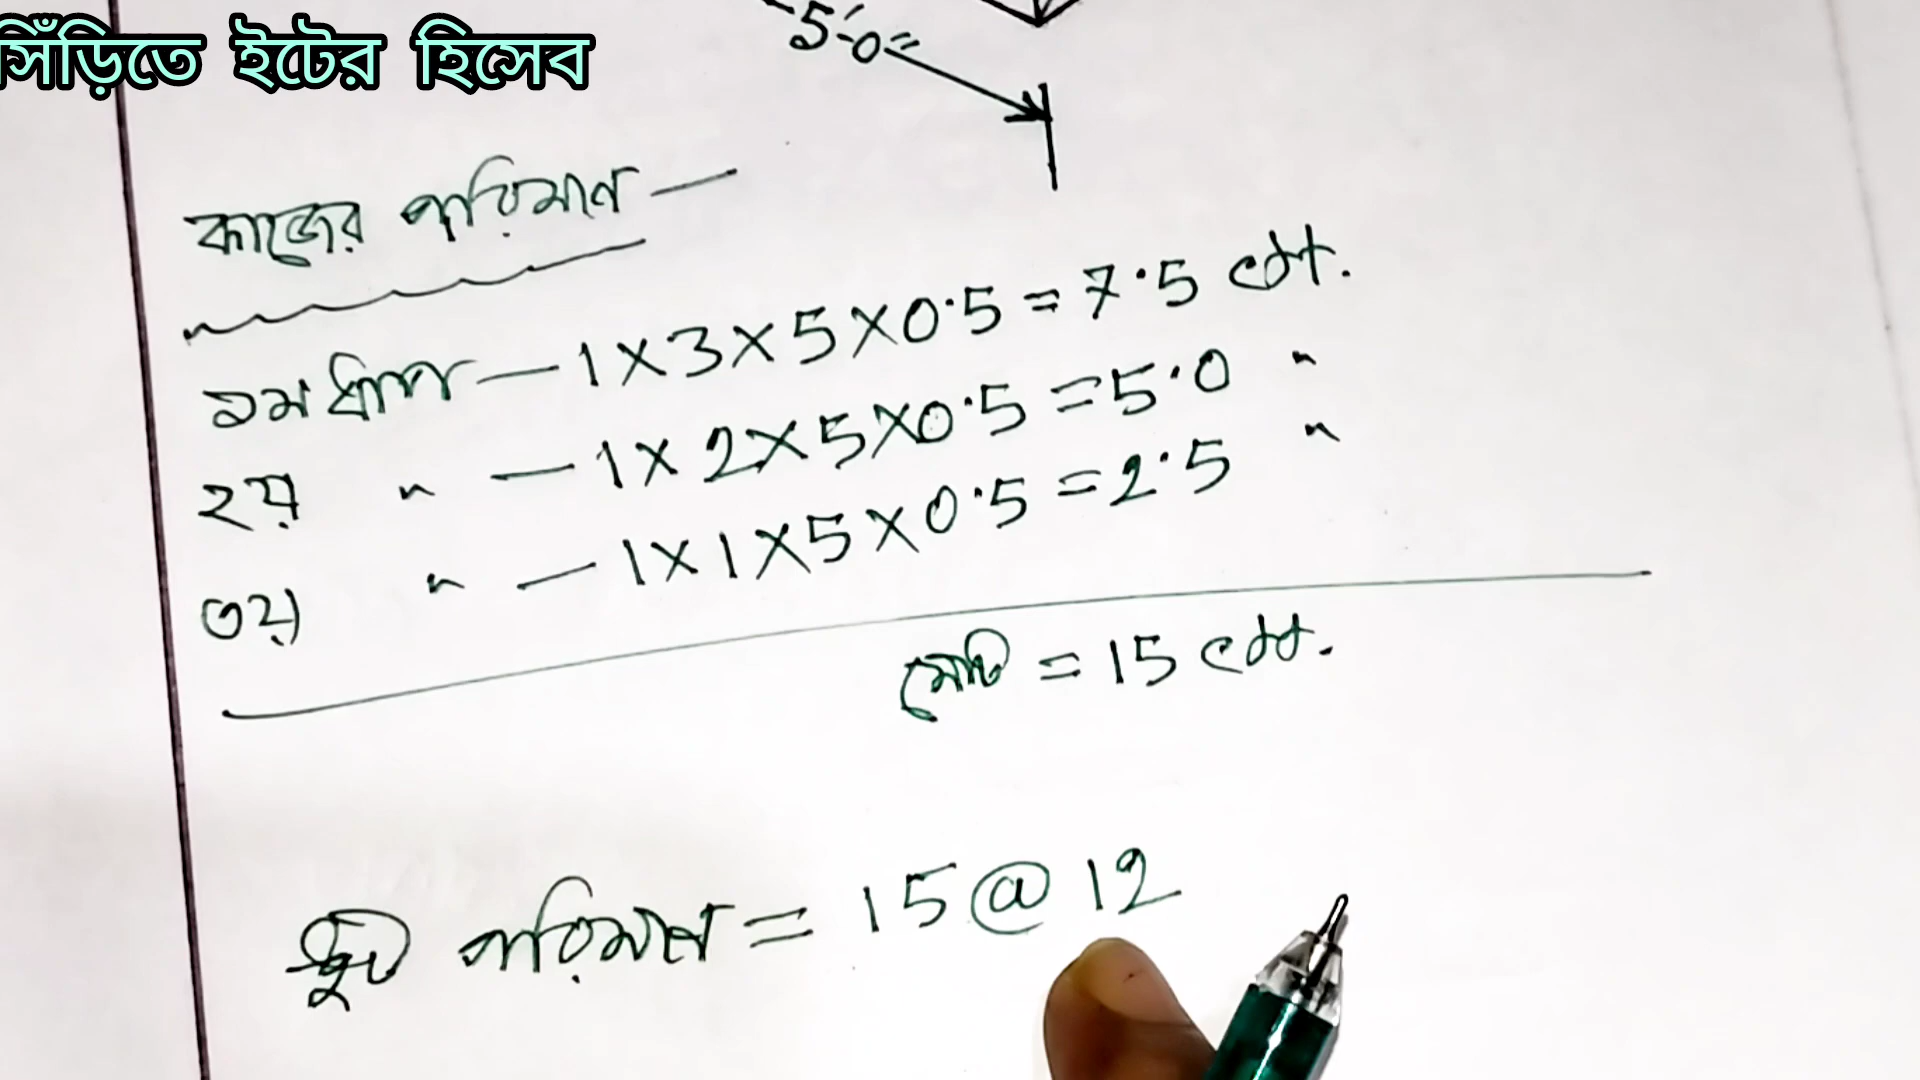 সিঁড়িতে ইটের হিসেব
5'-0"
কাজের পরিমাণ —
১ম ধাপ — 1 X 3 X 5 X 0.5 = 7.5 cft.
২য় " — 1 X 2 X 5 X 0.5 = 5.0 "
৩য় " — 1 X 1 X 5 X 0.5 = 2.5 "
মোট = 15 cft.
ইট পরিমাণ = 15 @ 12